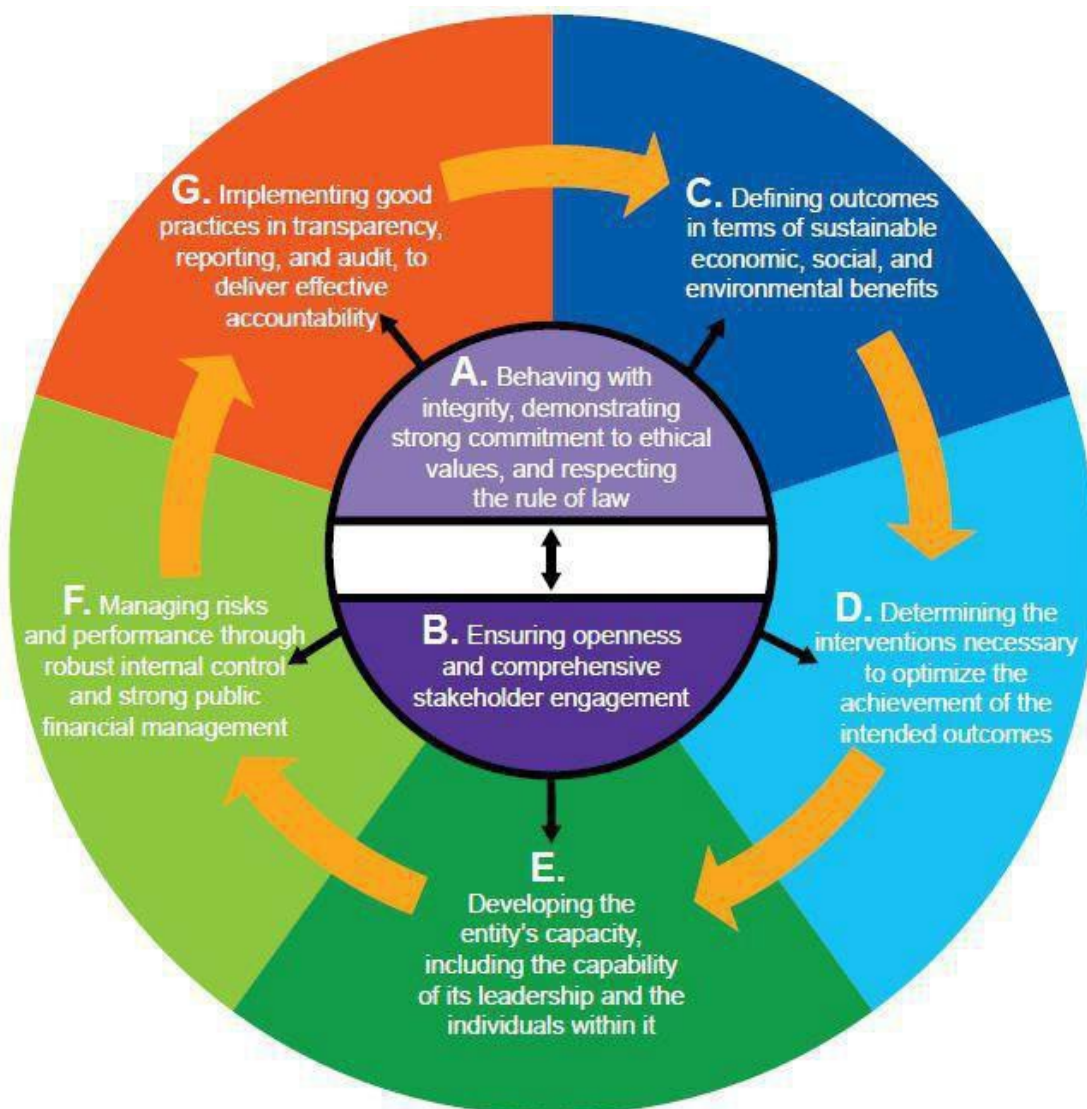 G. Implementing good
practices in transparency,
reporting, and audit, to
deliver effective
accountability
C. Defining outcomes
in terms of sustainable
economic, social, and
environmental benefits
A. Behaving with
integrity, demonstrating
strong commitment to ethical
values, and respecting
the rule of law
F. Managing risks
and performance through
robust internal control
and strong public
financial management
B. Ensuring openness
and comprehensive
stakeholder engagement
D. Determining the
interventions necessary
to optimize the
achievement of the
intended outcomes
E.
Developing the
entity's capacity,
including the capability
of its leadership and the
individuals within it